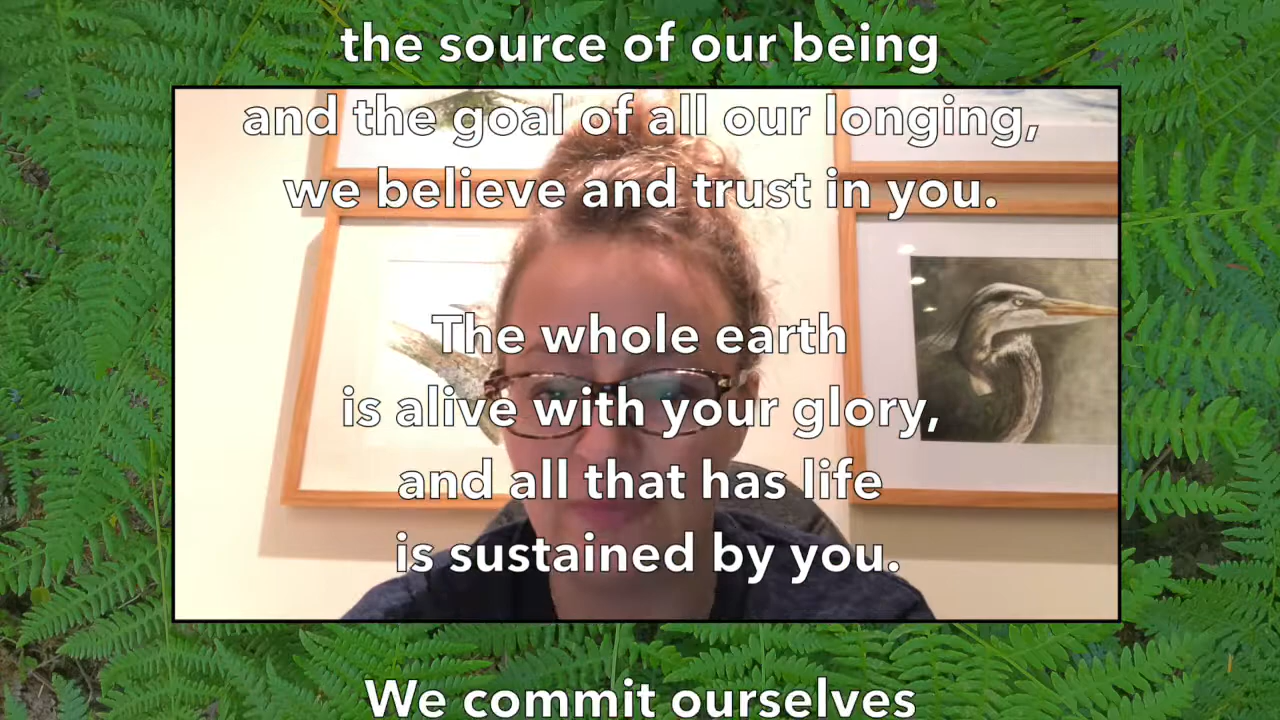 the source of our being
and the goal of all our longing,
we believe and trust in you.
The whole earth
is alive with your glory,
and all that has life
is sustained by you.
We commit ourselves